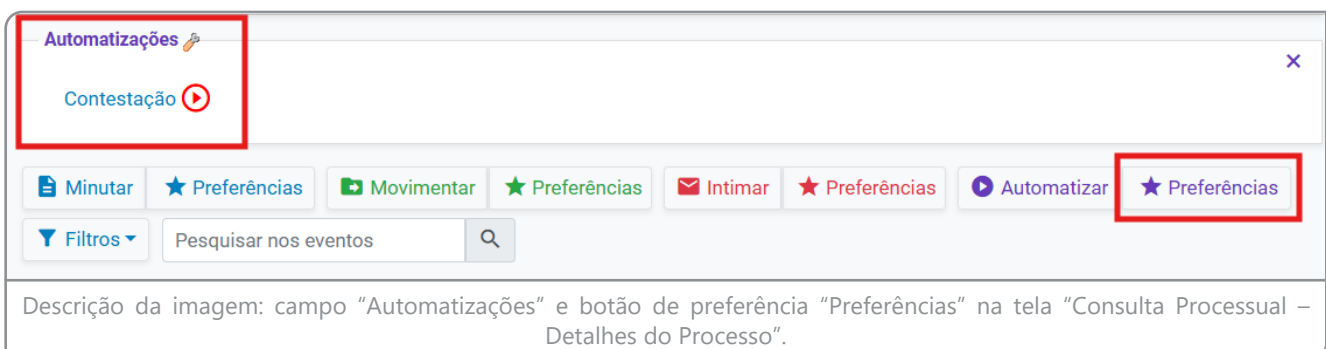 Automatizações
×
Contestação
Minutar Preferências Movimentar Preferências Intimar Preferências Automatizar Preferências
Filtros Pesquisar nos eventos
Descrição da imagem: campo “Automatizações” e botão de preferência “Preferências” na tela “Consulta Processual –
Detalhes do Processo”.